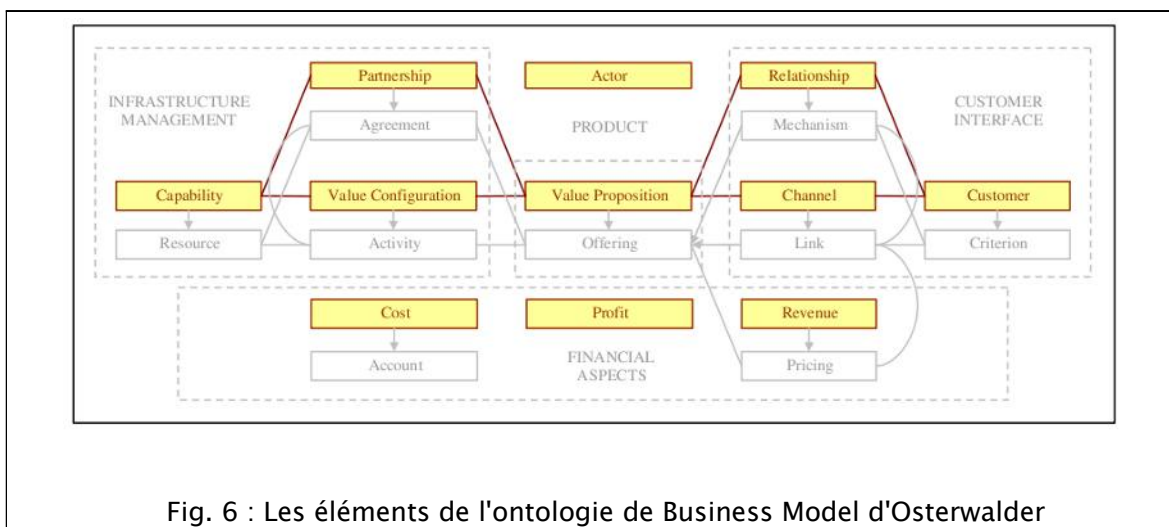 Partnership
Actor
Relationship
INFRASTRUCTURE
MANAGEMENT
CUSTOMER
INTERFACE
Agreement
PRODUCT
Mechanism
Capability
Value Configuration
Value Proposition
Channel
Customer
Resource
Activity
Offering
Link
Criterion
Cost
Profit
Revenue
Account
FINANCIAL
ASPECTS
Pricing
Fig. 6 : Les éléments de l'ontologie de Business Model d'Osterwalder